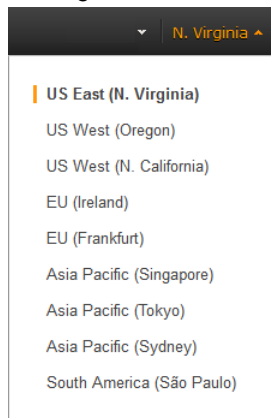 N. Virginia
US East (N. Virginia)
US West (Oregon)
US West (N. California)
EU (Ireland)
EU (Frankfurt)
Asia Pacific (Singapore)
Asia Pacific (Tokyo)
Asia Pacific (Sydney)
South America (São Paulo)